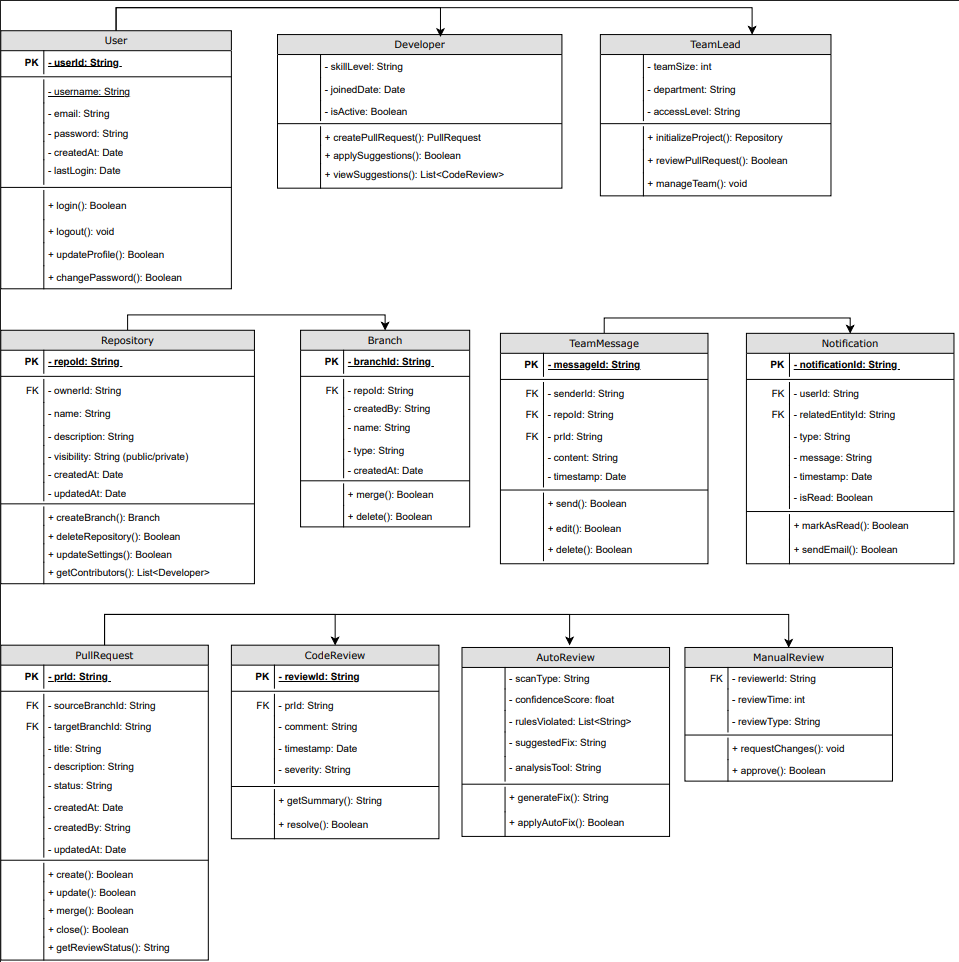 User
PK - userId: String
- username: String
- email: String
- password: String
- createdAt: Date
- lastLogin: Date
+ login(): Boolean
+ logout(): void
+ updateProfile(): Boolean
+ changePassword(): Boolean
Developer
- skillLevel: String
- joinedDate: Date
- isActive: Boolean
+ createPullRequest(): PullRequest
+ applySuggestions(): Boolean
+ viewSuggestions(): List<CodeReview>
TeamLead
- teamSize: int
- department: String
- accessLevel: String
+ initializeProject(): Repository
+ reviewPullRequest(): Boolean
+ manageTeam(): void
Repository
PK - repoId: String
FK - ownerId: String
- name: String
- description: String
- visibility: String (public/private)
- createdAt: Date
- updatedAt: Date
+ createBranch(): Branch
+ deleteRepository(): Boolean
+ updateSettings(): Boolean
+ getContributors(): List<Developer>
Branch
PK - branchId: String
FK - repoId: String
- createdBy: String
- name: String
- type: String
- createdAt: Date
+ merge(): Boolean
+ delete(): Boolean
TeamMessage
PK - messageId: String
FK - senderId: String
FK - repoId: String
FK - prId: String
- content: String
- timestamp: Date
+ send(): Boolean
+ edit(): Boolean
+ delete(): Boolean
Notification
PK - notificationId: String
FK - userId: String
FK - relatedEntityId: String
- type: String
- message: String
- timestamp: Date
- isRead: Boolean
+ markAsRead(): Boolean
+ sendEmail(): Boolean
PullRequest
PK - prId: String
FK - sourceBranchId: String
FK - targetBranchId: String
- title: String
- description: String
- status: String
- createdAt: Date
- createdBy: String
- updatedAt: Date
+ create(): Boolean
+ update(): Boolean
+ merge(): Boolean
+ close(): Boolean
+ getReviewStatus(): String
CodeReview
PK - reviewId: String
FK - prId: String
- comment: String
- timestamp: Date
- severity: String
+ getSummary(): String
+ resolve(): Boolean
AutoReview
- scanType: String
- confidenceScore: float
- rulesViolated: List<String>
- suggestedFix: String
- analysisTool: String
+ generateFix(): String
+ applyAutoFix(): Boolean
ManualReview
FK - reviewerId: String
- reviewTime: int
- reviewType: String
+ requestChanges(): void
+ approve(): Boolean